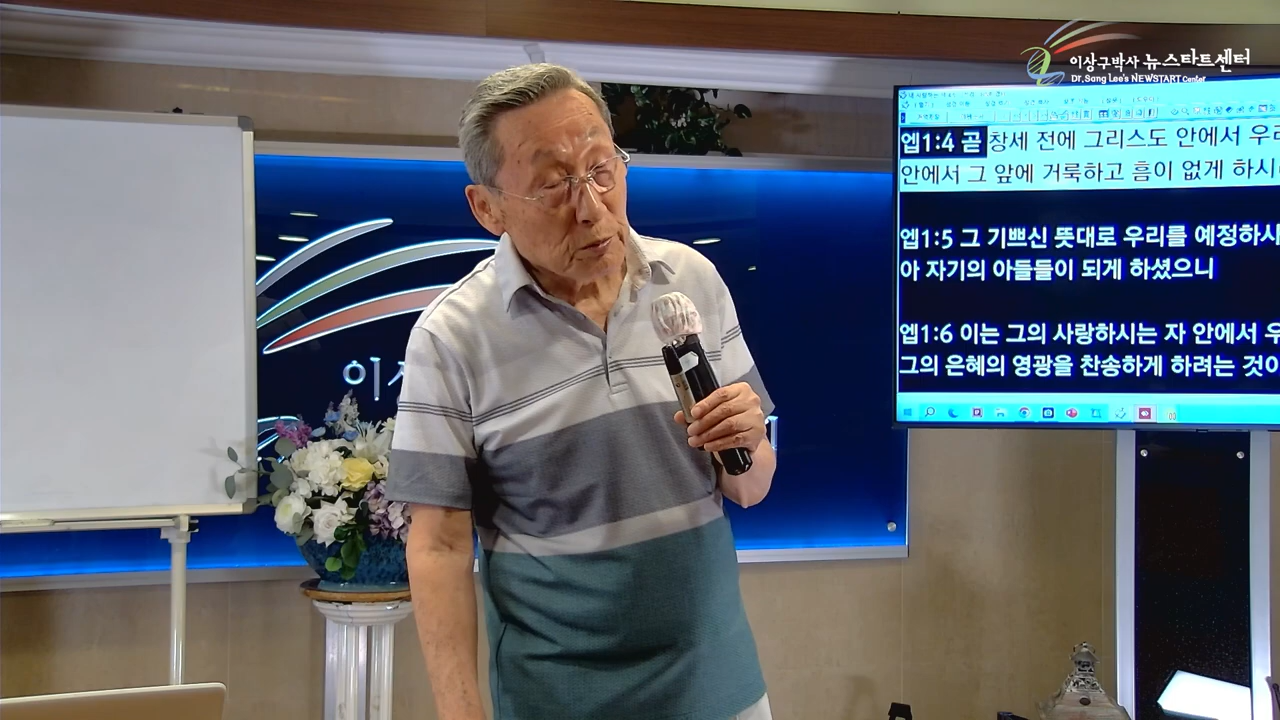 이상구박사 뉴스타트센터
Dr. Sang Lee's NEWSTART Center
엡1:4 곧 창세 전에 그리스도 안에서 우리
안에서 그 앞에 거룩하고 흠이 없게 하시
엡1:5 그 기쁘신 뜻대로 우리를 예정하사
아 자기의 아들들이 되게 하셨으니
엡1:6 이는 그의 사랑하시는 자 안에서 우
그의 은혜의 영광을 찬송하게 하려는 것이